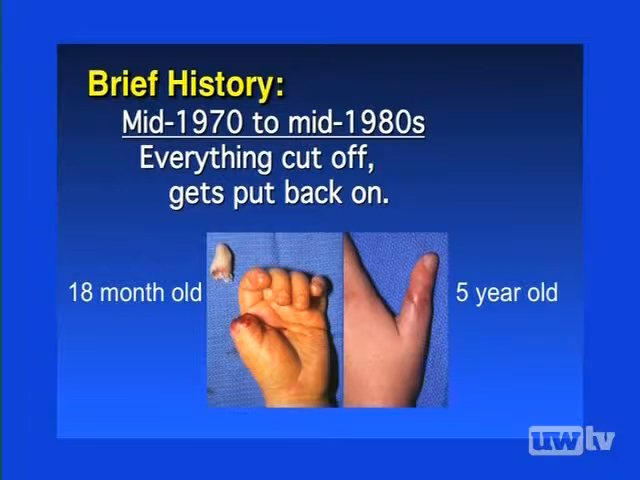 Brief History:
Mid-1970 to mid-1980s
Everything cut off,
gets put back on.
18 month old
5 year old
uwtv